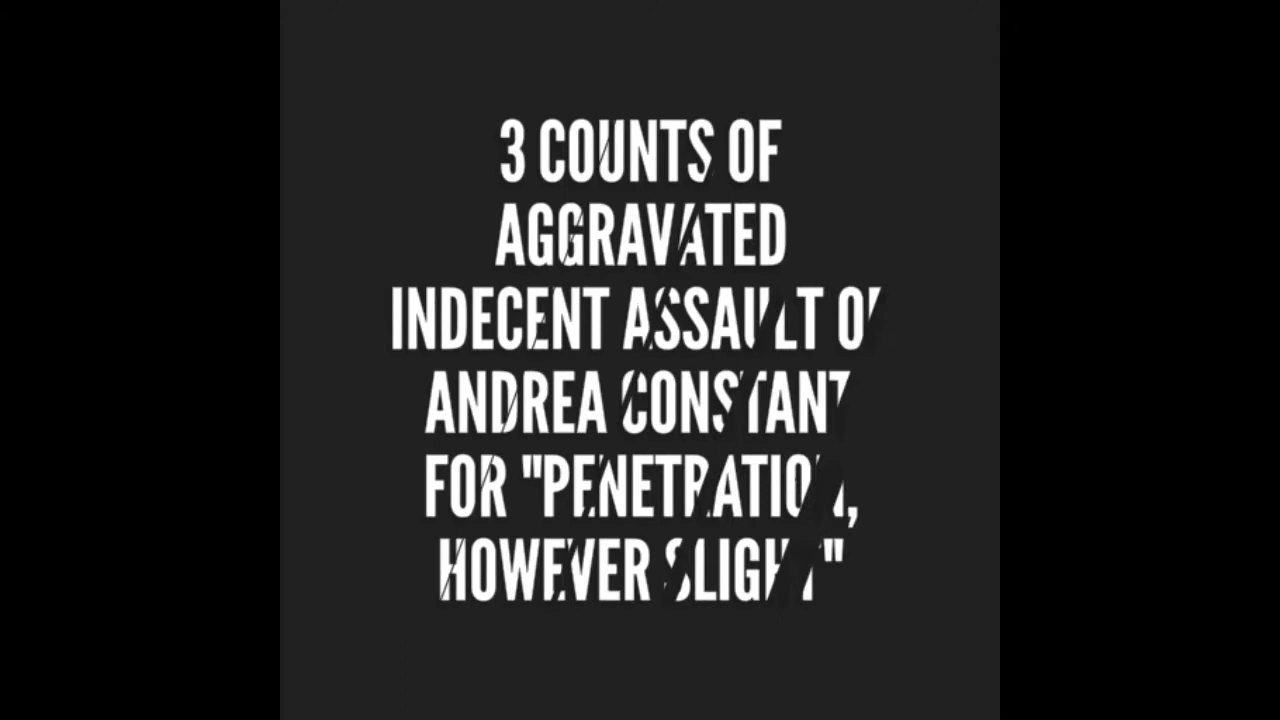 3 COUNTS OF
AGGRAVATED
INDECENT ASSAULT OF
ANDREA CONSTANT
FOR "PENETRATION,
HOWEVER SLIGHT"